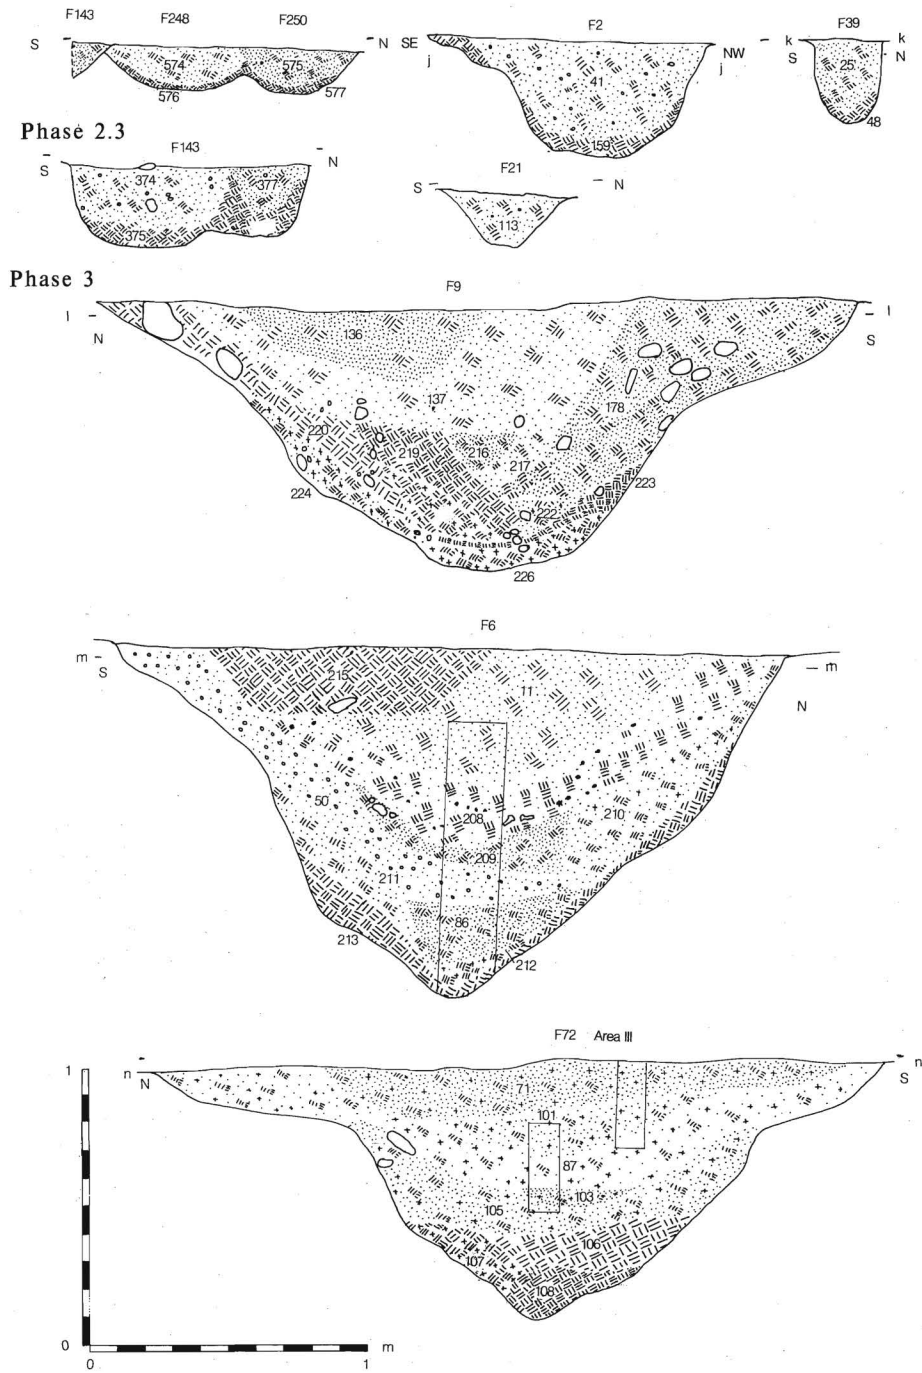 F143 F248 F250 F2 F39
S N SE NW k k
574 575 j j S N
576 577 41 25
159 48
Phase 2.3
F143 F21
S N S N
374 377
375 113
Phase 3
F9
l l
N S
136
137
178
220 219 216
217
224 223
222
226
F6
m m
S N
215 11
50 208 210
209
211
86
213 212
F72 Area III
1 n n
N S
71
101
87
103
105
106
107
108
0 m
0 1